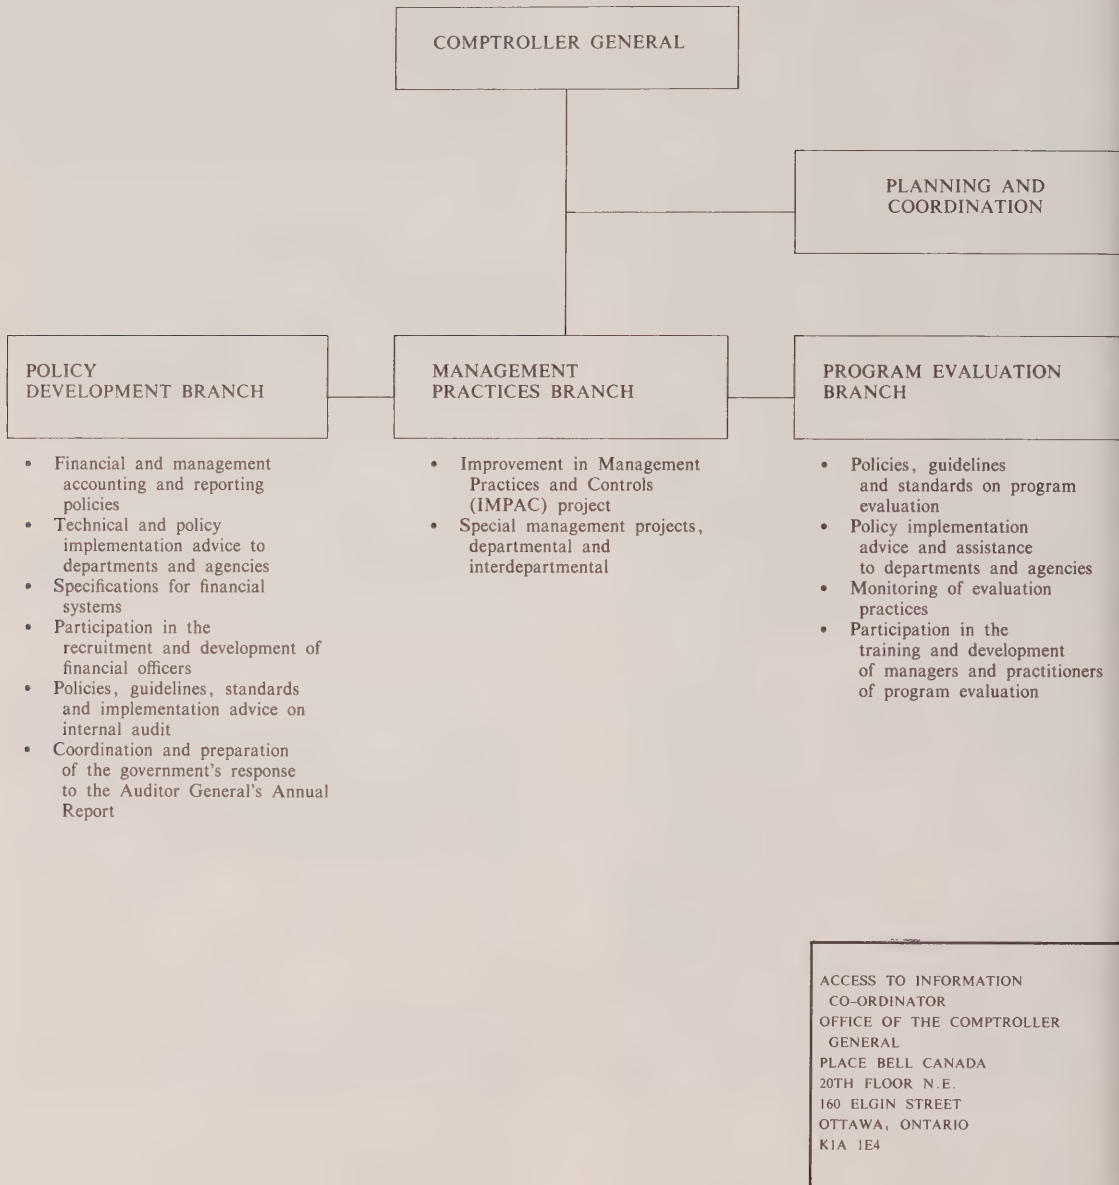 COMPTROLLER GENERAL
PLANNING AND
COORDINATION
POLICY
DEVELOPMENT BRANCH
• Financial and management
accounting and reporting
policies
• Technical and policy
implementation advice to
departments and agencies
• Specifications for financial
systems
• Participation in the
recruitment and development of
financial officers
• Policies, guidelines, standards
and implementation advice on
internal audit
• Coordination and preparation
of the government's response
to the Auditor General's Annual
Report
MANAGEMENT
PRACTICES BRANCH
• Improvement in Management
Practices and Controls
(IMPAC) project
• Special management projects,
departmental and
interdepartmental
PROGRAM EVALUATION
BRANCH
• Policies, guidelines
and standards on program
evaluation
• Policy implementation
advice and assistance
to departments and agencies
• Monitoring of evaluation
practices
• Participation in the
training and development
of managers and practitioners
of program evaluation
ACCESS TO INFORMATION
CO-ORDINATOR
OFFICE OF THE COMPTROLLER
GENERAL
PLACE BELL CANADA
20TH FLOOR N.E.
160 ELGIN STREET
OTTAWA, ONTARIO
K1A 1E4